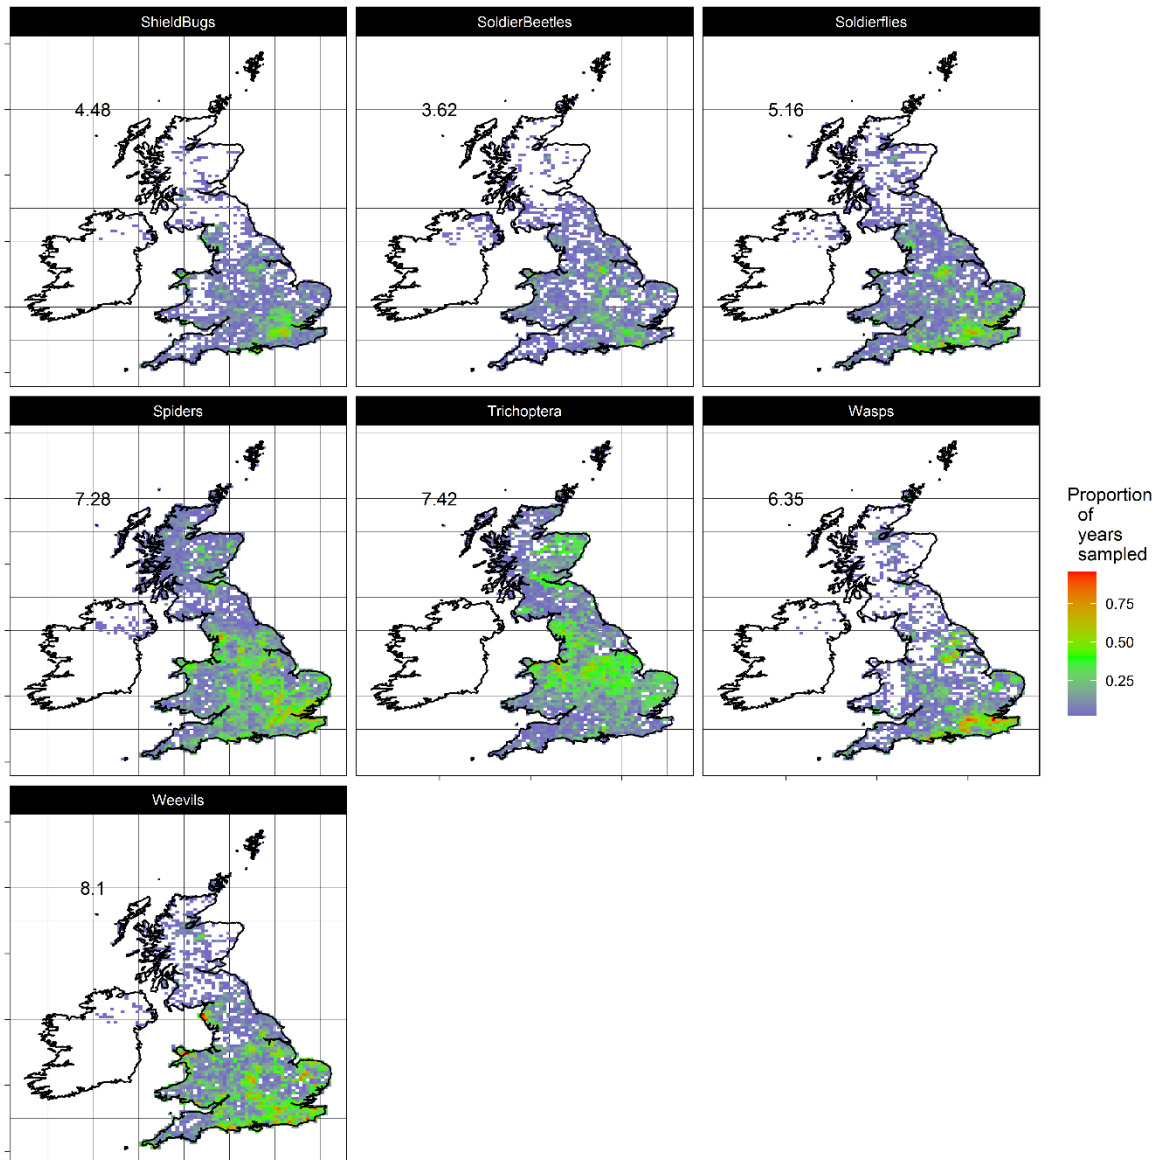 ShieldBugs
SoldierBeetles
Soldierflies
4.48
3.62
5.16
Spiders
Trichoptera
Wasps
7.28
7.42
6.35
Proportion
of
years
sampled
0.75
0.50
0.25
Weevils
8.1